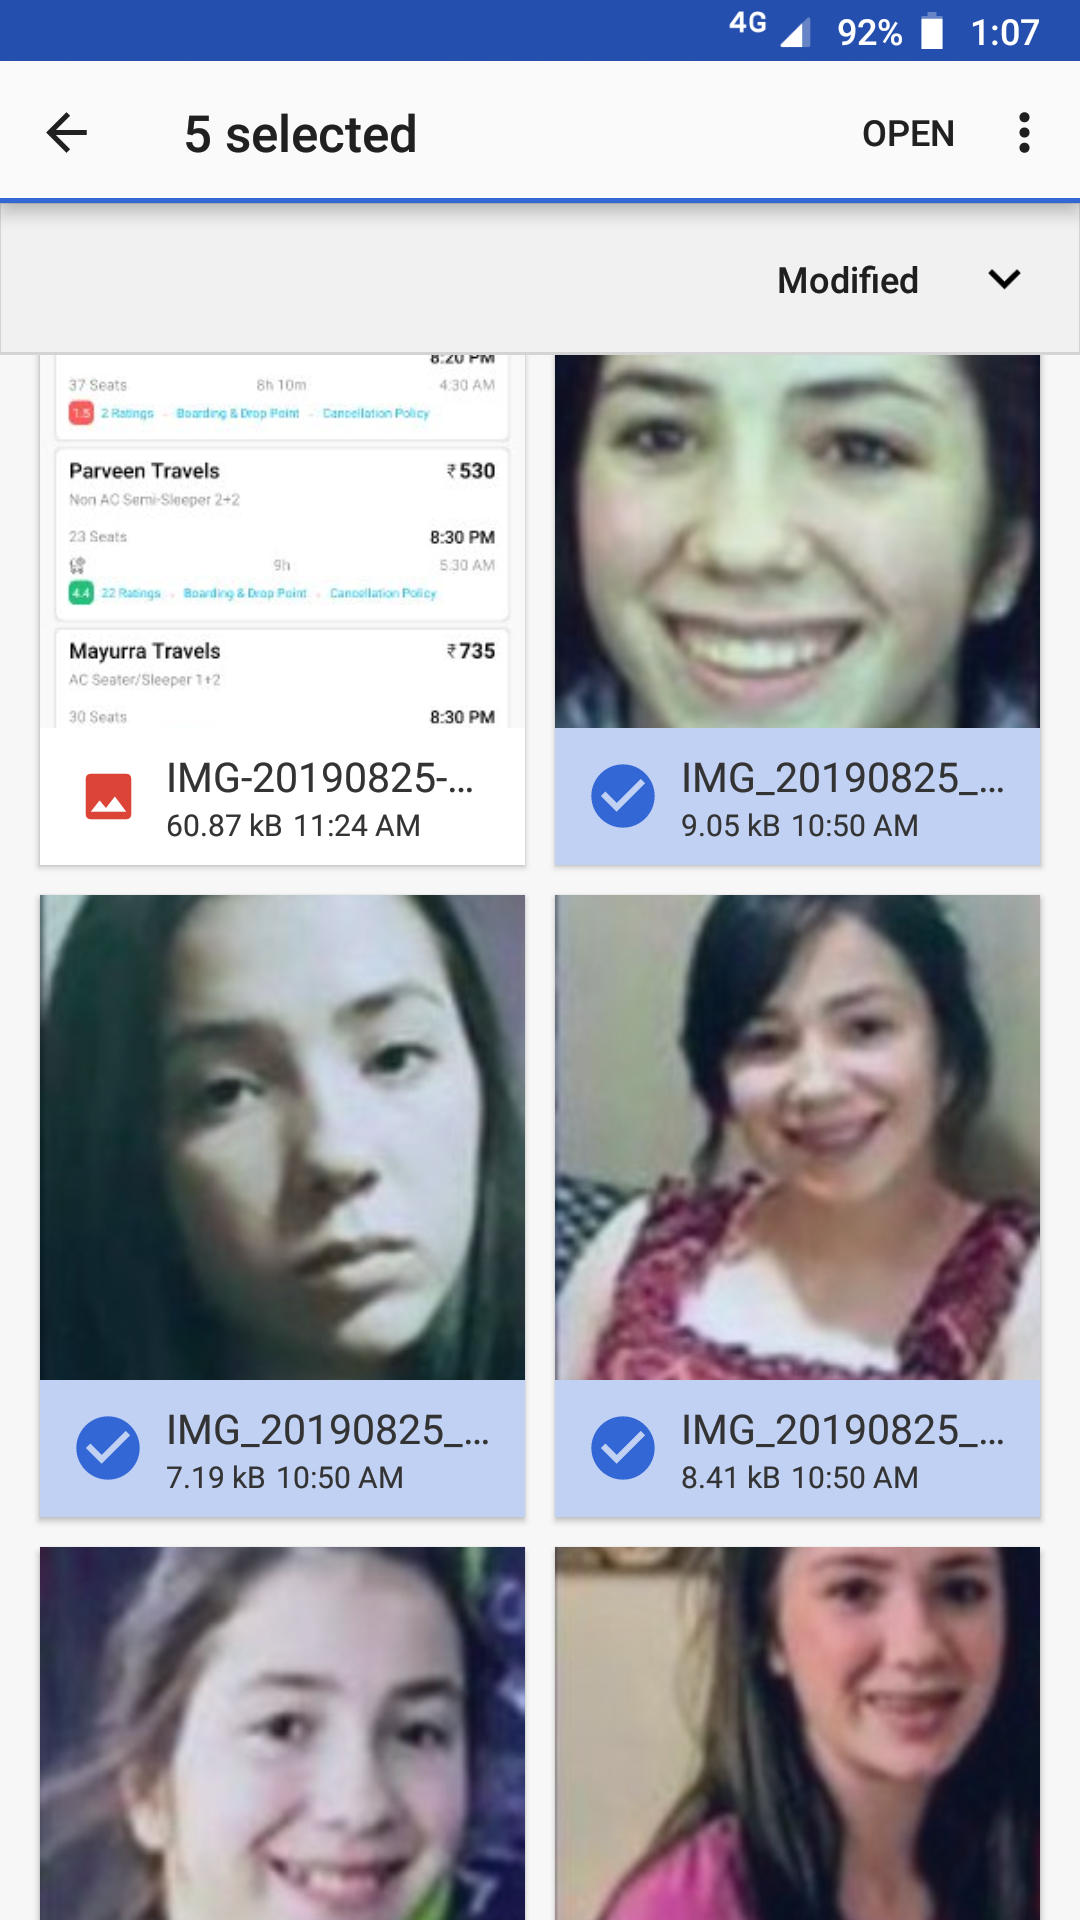 4G 92% 1:07
5 selected OPEN
Modified
8:20 PM
37 Seats 8h 10m 4:30 AM
1.5 2 Ratings Boarding & Drop Point Cancellation Policy
Parveen Travels ₹530
Non AC Semi-Sleeper 2+2
23 Seats 8:30 PM
9h 5:30 AM
4.4 22 Ratings Boarding & Drop Point Cancellation Policy
Mayurra Travels ₹735
AC Seater/Sleeper 1+2
30 Seats 8:30 PM
IMG-20190825-...
60.87 kB 11:24 AM
IMG_20190825_...
9.05 kB 10:50 AM
IMG_20190825_...
7.19 kB 10:50 AM
IMG_20190825_...
8.41 kB 10:50 AM